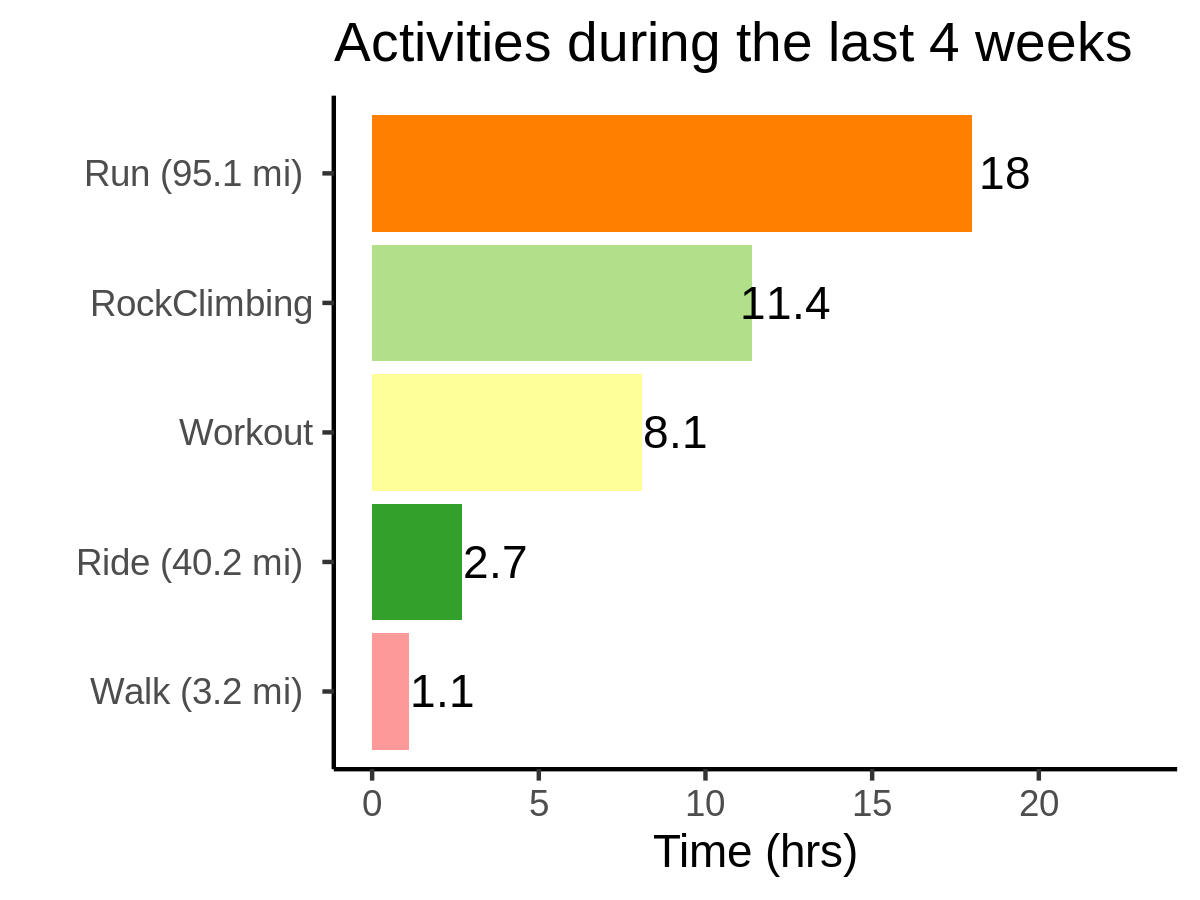 Activities during the last 4 weeks
Run (95.1 mi) 18
RockClimbing 11.4
Workout 8.1
Ride (40.2 mi) 2.7
Walk (3.2 mi) 1.1
0 5 10 15 20
Time (hrs)